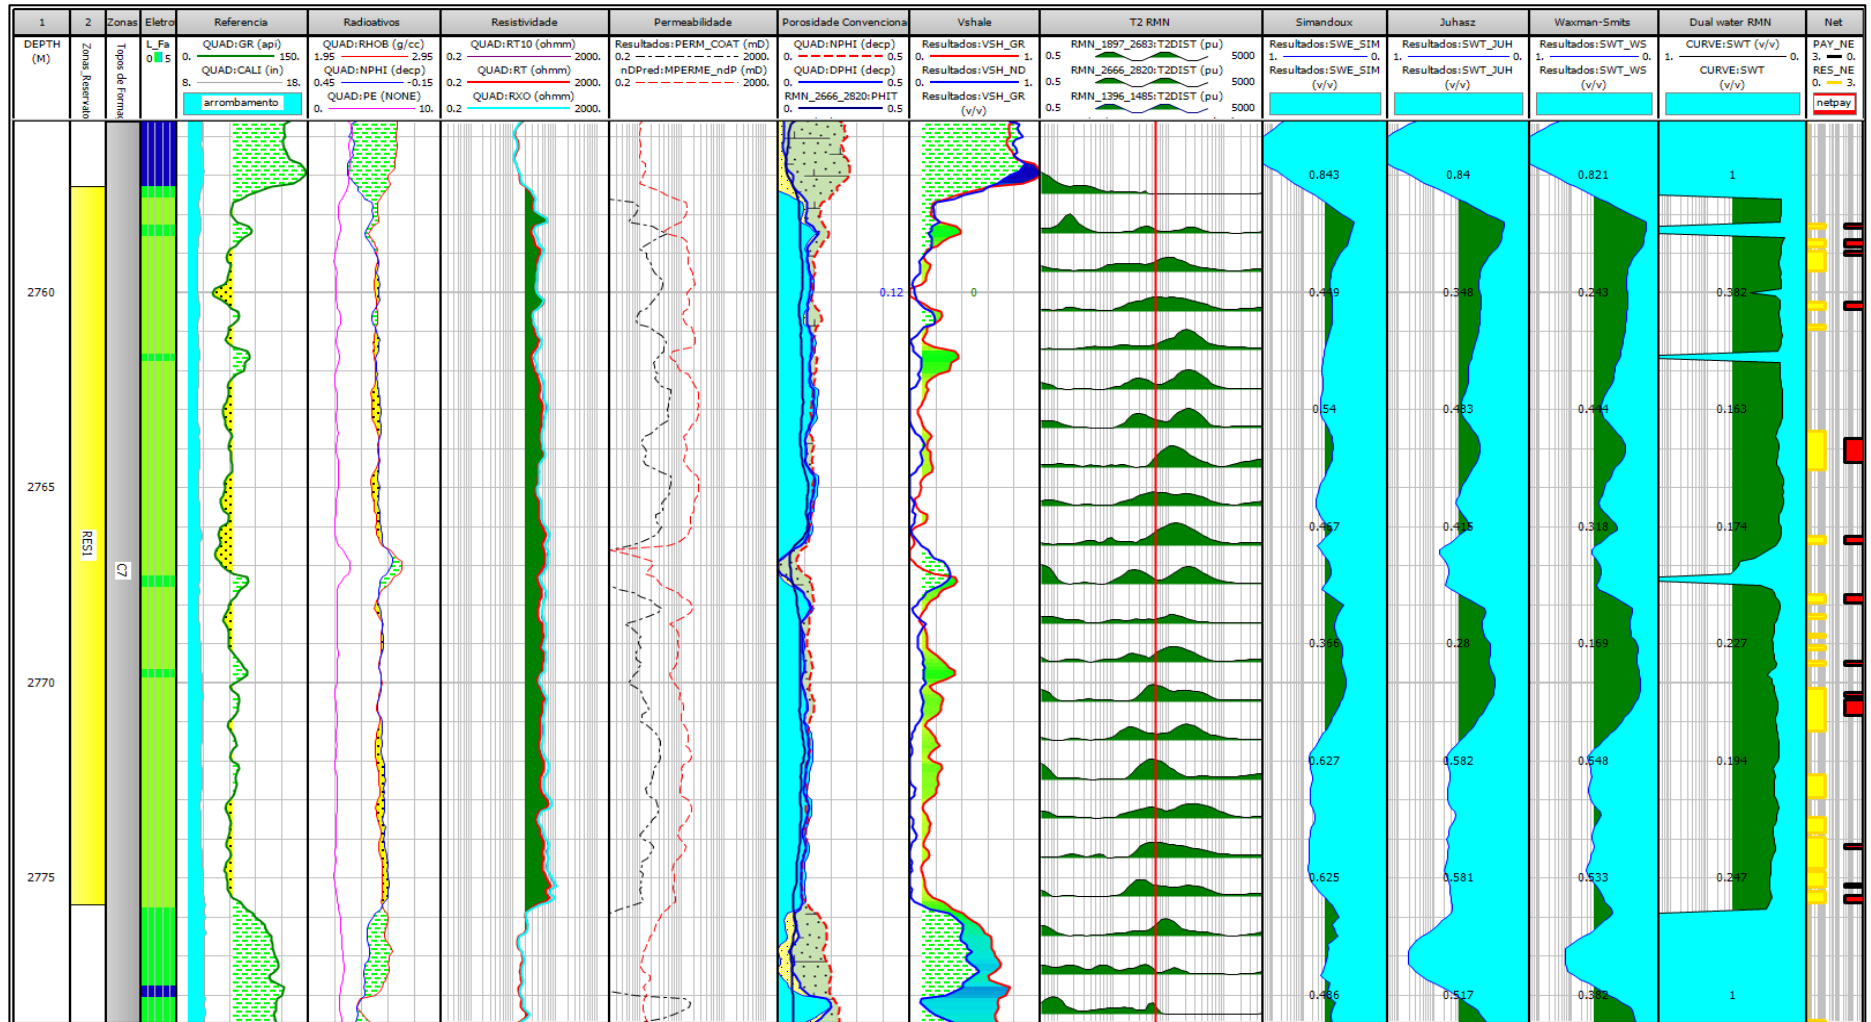 1
2
Zonas
Eletro
Referencia
Radioativos
Resistividade
Permeabilidade
Porosidade Convenciona
Vshale
T2 RMN
Simandoux
Juhasz
Waxman-Smits
Dual water RMN
Net
DEPTH
(M)
Zonas_Reservato
Topos de Formaç
L_Fa
0 5
QUAD:GR (api)
0. 150.
QUAD:CALI (in)
8. 18.
arrombamento
QUAD:RHOB (g/cc)
1.95 2.95
QUAD:NPHI (decp)
0.45 -0.15
QUAD:PE (NONE)
0. 10.
QUAD:RT10 (ohmm)
0.2 2000.
QUAD:RT (ohmm)
0.2 2000.
QUAD:RXO (ohmm)
0.2 2000.
Resultados:PERM_COAT (mD)
0.2 2000.
nDPred:MPERME_ndP (mD)
0.2 2000.
QUAD:NPHI (decp)
0. 0.5
QUAD:DPHI (decp)
0. 0.5
RMN_2666_2820:PHIT
0. 0.5
Resultados:VSH_GR
0. 1.
Resultados:VSH_ND
0. 1.
Resultados:VSH_GR
(v/v)
RMN_1897_2683:T2DIST (pu)
0.5 5000
RMN_2666_2820:T2DIST (pu)
0.5 5000
RMN_1396_1485:T2DIST (pu)
0.5 5000
Resultados:SWE_SIM
1. 0.
Resultados:SWE_SIM
(v/v)
Resultados:SWT_JUH
1. 0.
Resultados:SWT_JUH
(v/v)
Resultados:SWT_WS
1. 0.
Resultados:SWT_WS
(v/v)
CURVE:SWT (v/v)
1. 0.
CURVE:SWT
(v/v)
PAY_NE
3. 0.
RES_NE
0. 3.
netpay
0.843 0.84 0.821 1
2760 0.12 0 0.449 0.348 0.243 0.382
0.54 0.483 0.444 0.163
2765
RES1
C7
0.467 0.415 0.318 0.174
0.366 0.28 0.169 0.227
2770
0.627 0.582 0.548 0.194
2775 0.625 0.581 0.533 0.247
0.436 0.517 0.382 1